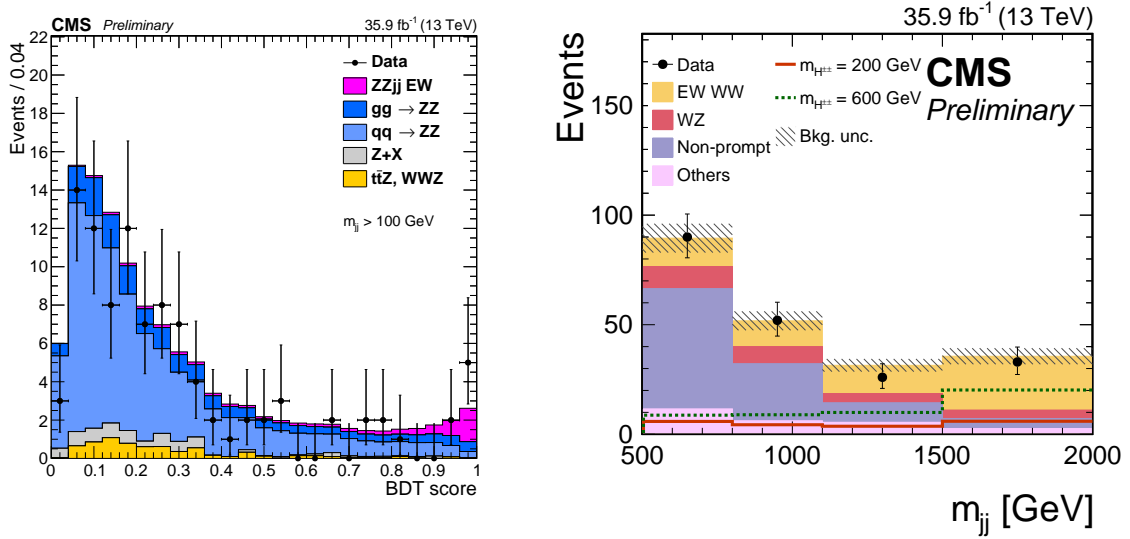 CMS Preliminary 35.9 fb⁻¹ (13 TeV)
Events / 0.04
22
20
18
16
14
12
10
8
6
4
2
0
Data
ZZjj EW
gg → ZZ
qq → ZZ
Z+X
tt̄Z, WWZ
m_jj > 100 GeV
0 0.1 0.2 0.3 0.4 0.5 0.6 0.7 0.8 0.9 1
BDT score
35.9 fb⁻¹ (13 TeV)
Events
150
100
50
0
Data
EW WW
WZ
Non-prompt
Others
m_H±± = 200 GeV
m_H±± = 600 GeV
Bkg. unc.
CMS
Preliminary
500 1000 1500 2000
m_jj [GeV]